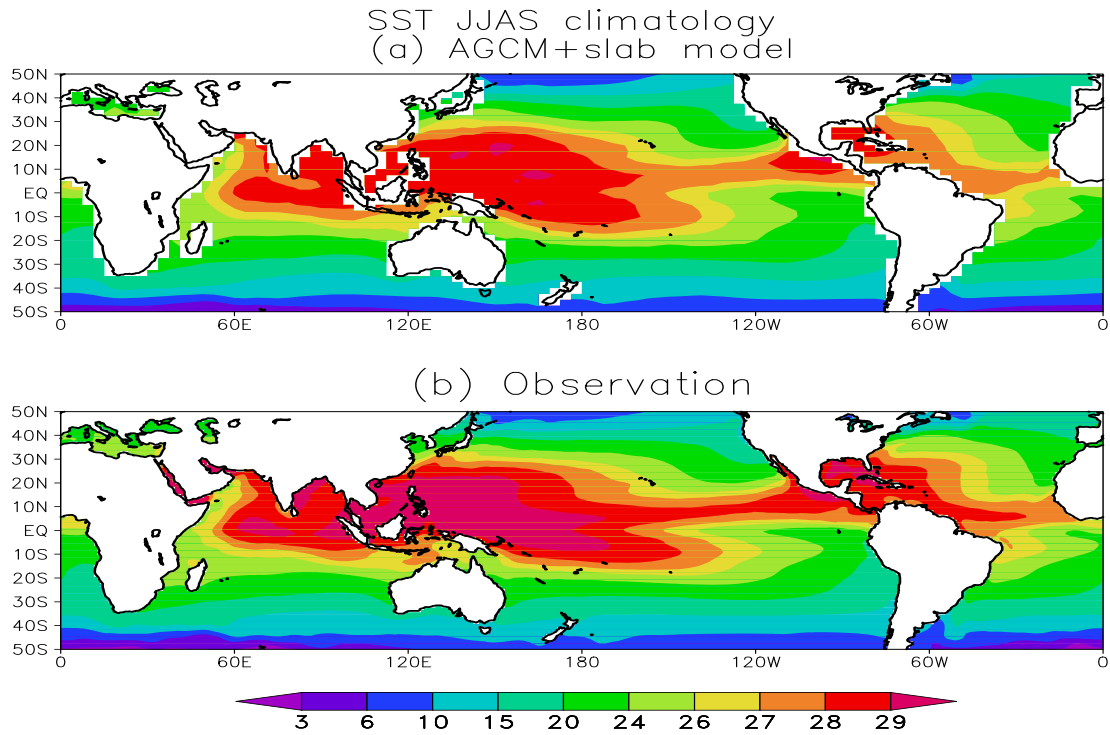 SST JJAS climatology
(a) AGCM+slab model
50N
40N
30N
20N
10N
EQ
10S
20S
30S
40S
50S
0 60E 120E 180 120W 60W 0
(b) Observation
50N
40N
30N
20N
10N
EQ
10S
20S
30S
40S
50S
0 60E 120E 180 120W 60W 0
3 6 10 15 20 24 26 27 28 29